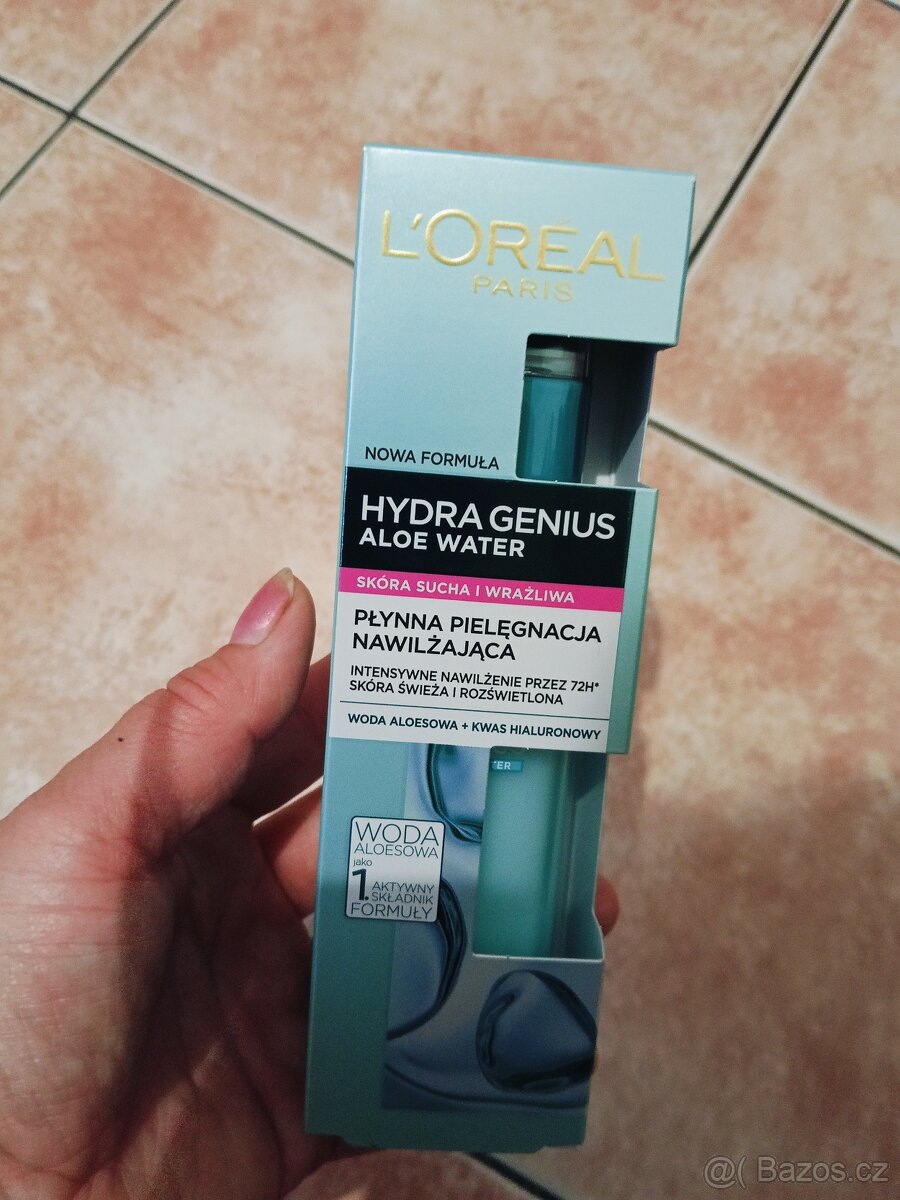 L'ORÉAL
PARIS
NOWA FORMUŁA
HYDRA GENIUS
ALOE WATER
SKÓRA SUCHA I WRAŻLIWA
PŁYNNA PIELĘGNACJA
NAWILŻAJĄCA
INTENSYWNE NAWILŻENIE PRZEZ 72H*
SKÓRA ŚWIEŻA I ROZŚWIETLONA
WODA ALOESOWA + KWAS HIALURONOWY
TER
WODA
ALOESOWA
jako
1. AKTYWNY
SKŁADNIK
FORMUŁY
@( Bazos.cz